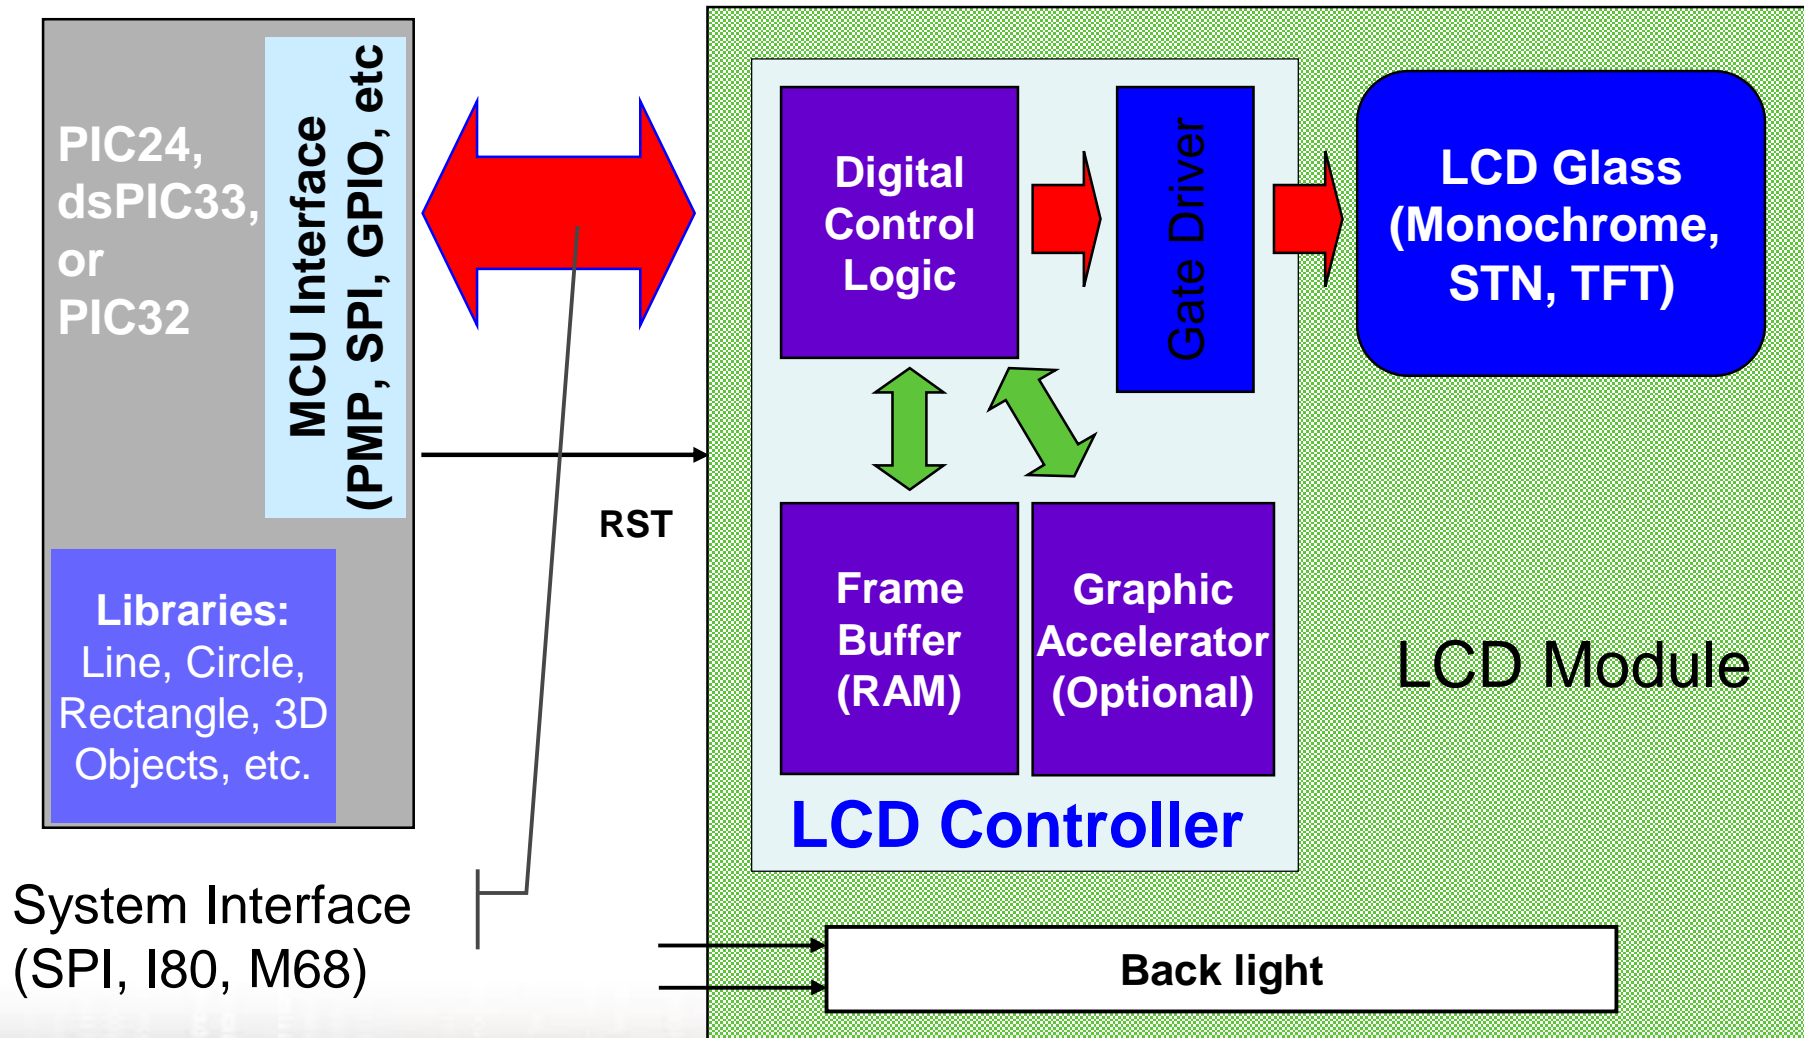 PIC24,
dsPIC33,
or
PIC32
MCU Interface
(PMP, SPI, GPIO, etc
Libraries:
Line, Circle,
Rectangle, 3D
Objects, etc.
System Interface
(SPI, I80, M68)
RST
Digital
Control
Logic
Gate Driver
LCD Glass
(Monochrome,
STN, TFT)
Frame
Buffer
(RAM)
Graphic
Accelerator
(Optional)
LCD Controller
LCD Module
Back light